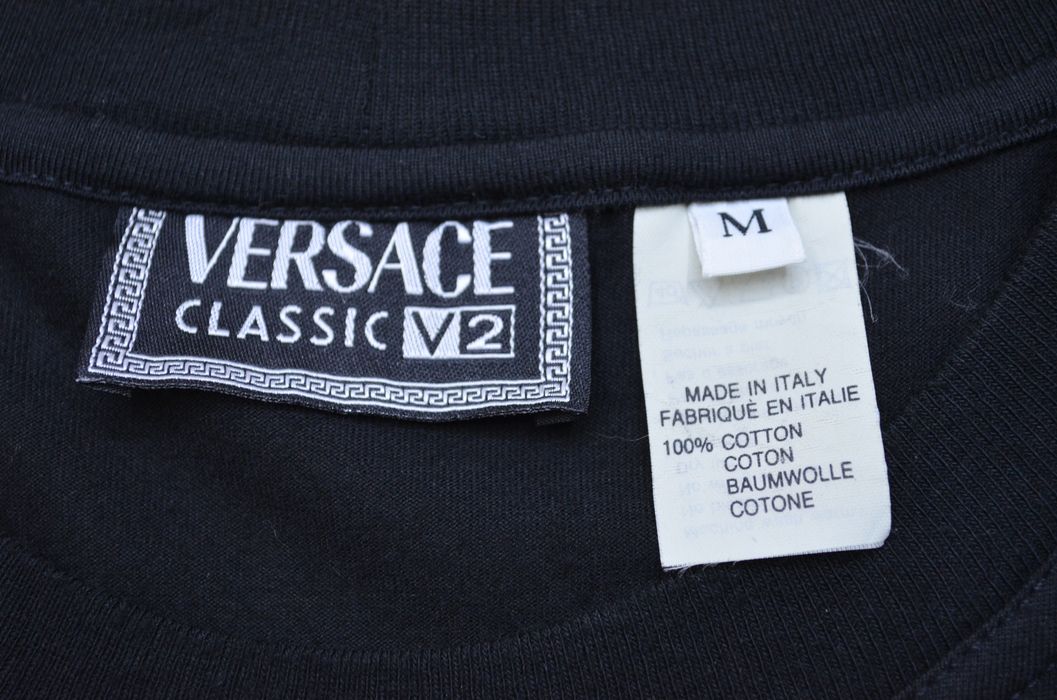 VERSACE
CLASSIC V2
M
MADE IN ITALY
FABRIQUÈ EN ITALIE
100% COTTON
COTON
BAUMWOLLE
COTONE